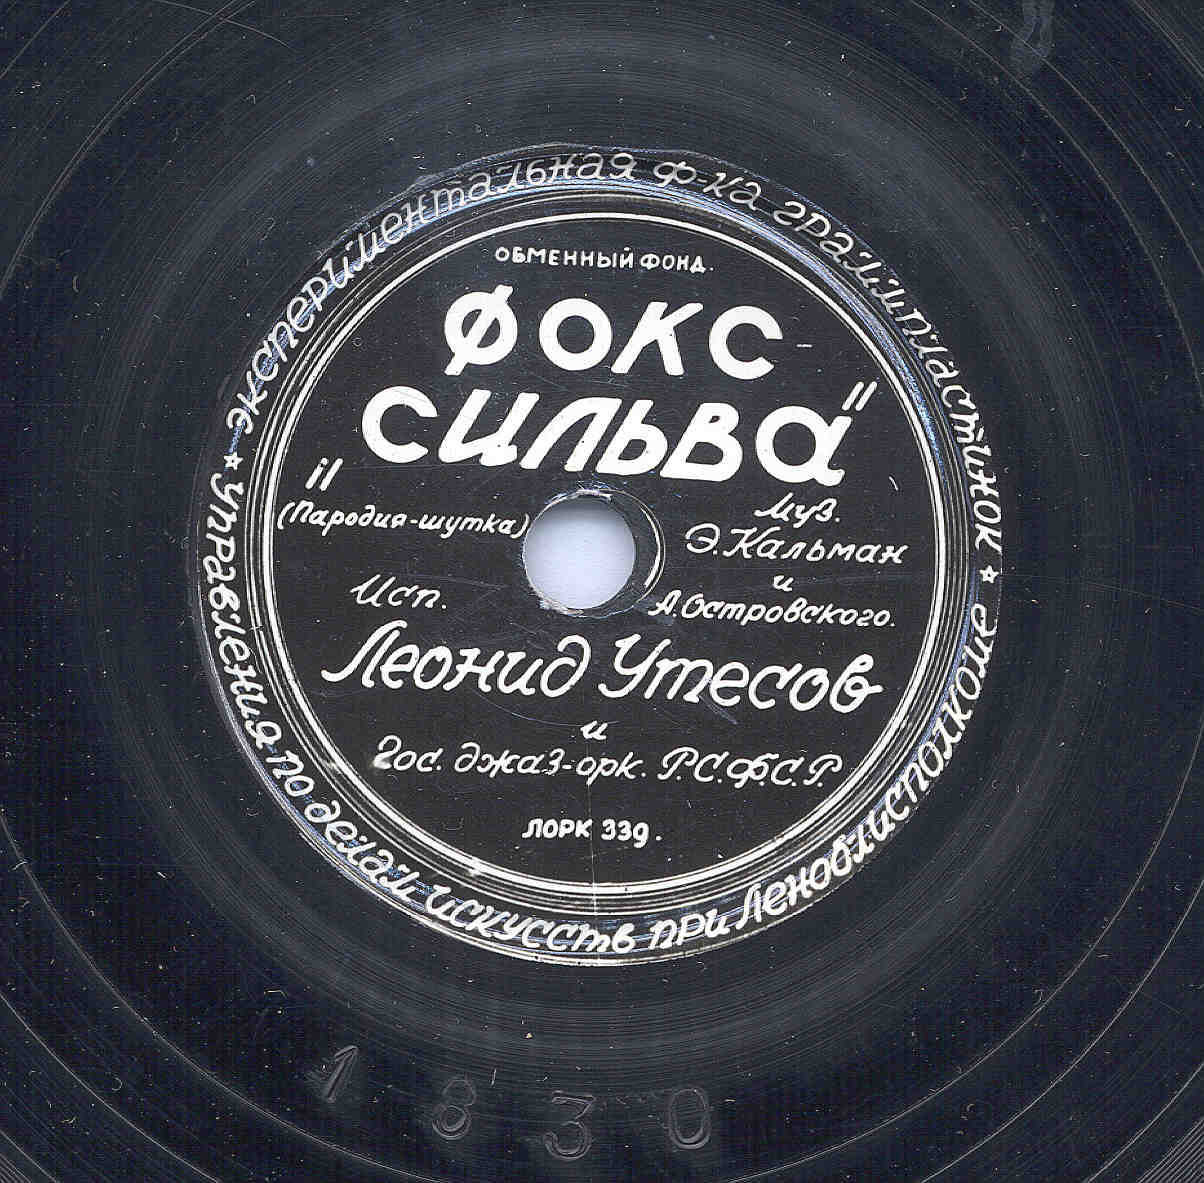 экспериментальная ф-ка грампластинок
★ Управления по делам искусств при Леноблисполкоме ★
ОБМЕННЫЙ ФОНД.
ФОКС-
"СИЛЬВА"
(Пародия-шутка)
Муз.
Э. Кальман
и
А. Островского.
Исп.
Леонид Утесов
и
Гос. джаз-орк. Р.С.Ф.С.Р.
ЛОРК 339.
1830